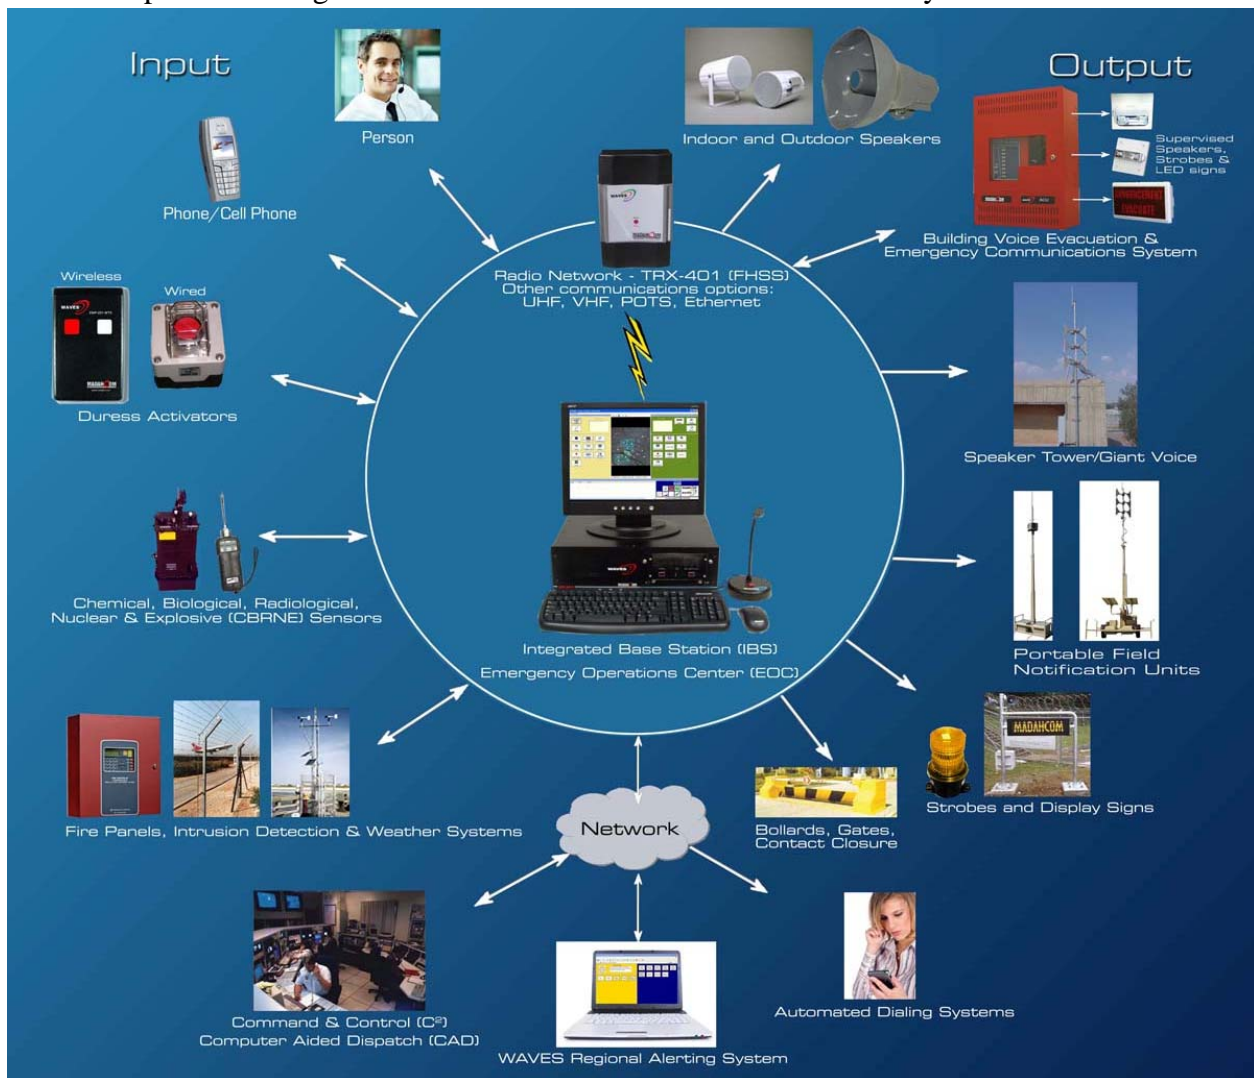 Input
Output
Person
Phone/Cell Phone
Indoor and Outdoor Speakers
Supervised
Speakers,
Strobes &
LED signs
Building Voice Evacuation &
Emergency Communications System
WAVES
Radio Network - TRX-401 (FHSS)
Other communications options:
UHF, VHF, POTS, Ethernet
Wireless
Wired
WAVES
MADAHCOM
Duress Activators
Speaker Tower/Giant Voice
Chemical, Biological, Radiological,
Nuclear & Explosive (CBRNE) Sensors
waves
Integrated Base Station (IBS)
Emergency Operations Center (EOC)
Portable Field
Notification Units
Fire Panels, Intrusion Detection & Weather Systems
MADAHCOM
Strobes and Display Signs
Bollards, Gates,
Contact Closure
Network
Command & Control (C²)
Computer Aided Dispatch (CAD)
WAVES Regional Alerting System
Automated Dialing Systems